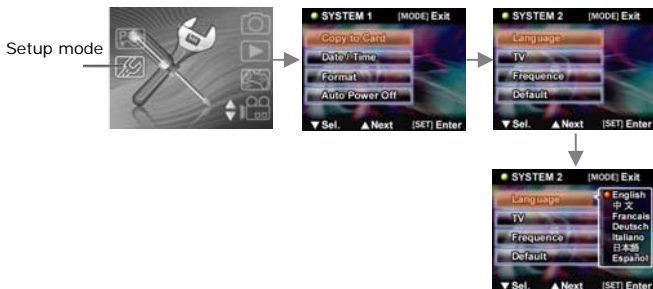 Setup mode
SYSTEM 1 [MODE] Exit
Copy to Card
Date / Time
Format
Auto Power Off
▼ Sel. ▲ Next [SET] Enter
SYSTEM 2 [MODE] Exit
Language
TV
Frequence
Default
▼ Sel. ▲ Next [SET] Enter
SYSTEM 2 [MODE] Exit
Language
TV
Frequence
Default
English
中文
Francais
Deutsch
Italiano
日本語
Español
▼ Sel. ▲ Next [SET] Enter